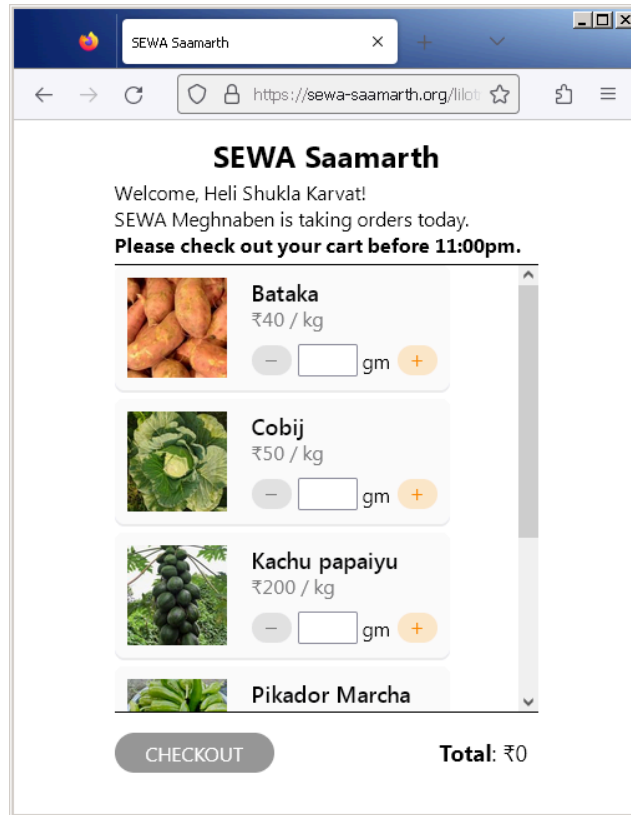 SEWA Saamarth
https://sewa-saamarth.org/lilotr
SEWA Saamarth
Welcome, Heli Shukla Karvat!
SEWA Meghnaben is taking orders today.
Please check out your cart before 11:00pm.
Bataka
₹40 / kg
− gm +
Cobij
₹50 / kg
− gm +
Kachu papaiyu
₹200 / kg
− gm +
Pikador Marcha
CHECKOUT Total: ₹0